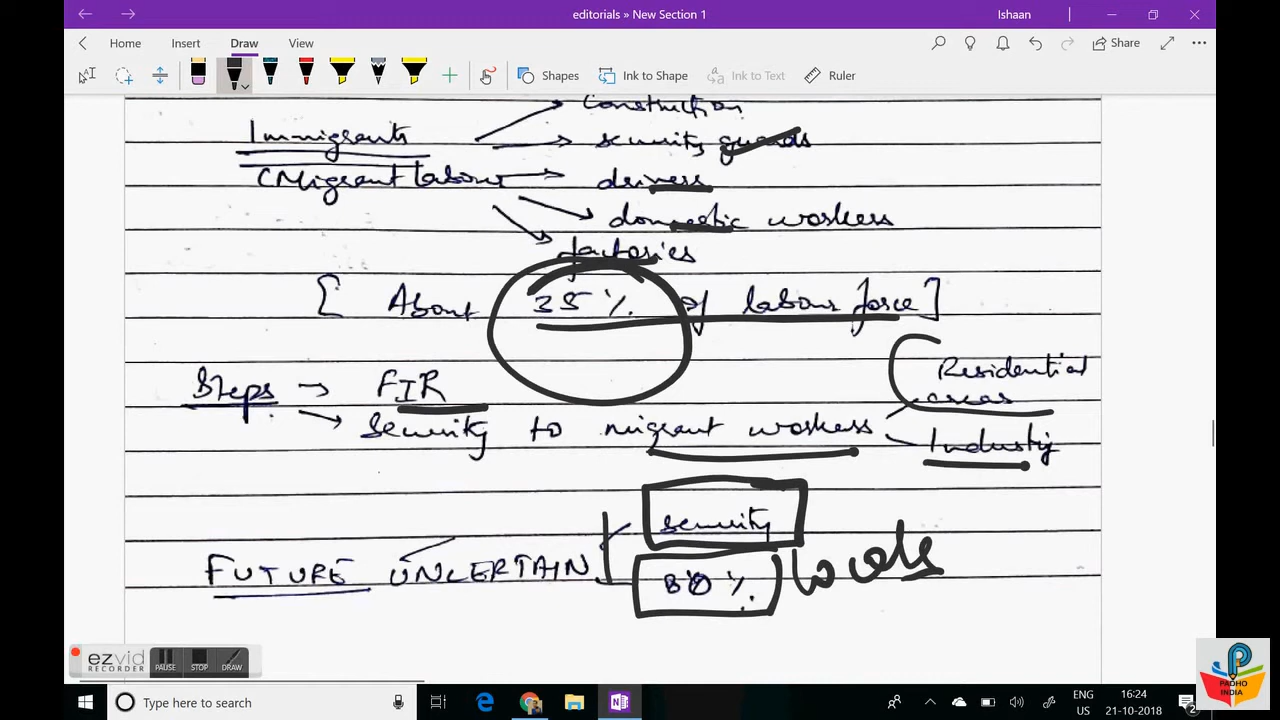 editorials » New Section 1
Ishaan
Home Insert Draw View
Share
Shapes
Ink to Shape
Ink to Text
Ruler
Construction
Immigrants
security guards
(Migrant labour
drivers
domestic workers
factories
[ About 35% of labour force]
Residential
areas
Steps → FIR
→ Security to migrant workers
Industry
security
FUTURE UNCERTAIN
80 %. locals
ezvid
RECORDER
PAUSE STOP DRAW
PADHO
INDIA
Type here to search
ENG
US
16:24
21-10-2018
2